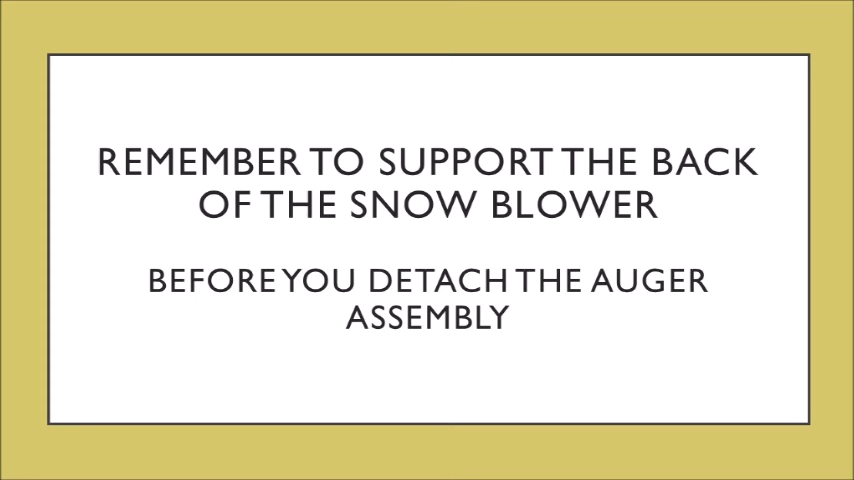 REMEMBER TO SUPPORT THE BACK
OF THE SNOW BLOWER
BEFORE YOU DETACH THE AUGER
ASSEMBLY